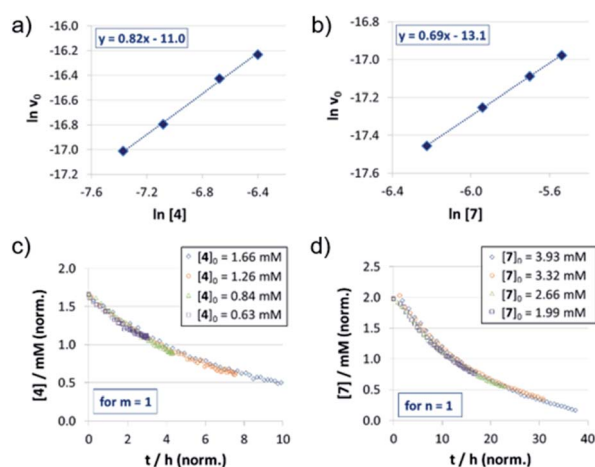 a)
y = 0.82x - 11.0
ln v₀
-16.0
-16.4
-16.8
-17.0
-17.2
-7.6
-7.2
-6.8
-6.4
ln [4]
b)
y = 0.69x - 13.1
ln v₀
-16.8
-17.0
-17.2
-17.4
-17.6
-6.4
-6.0
-5.6
ln [7]
c)
[4]₀ = 1.66 mM
[4]₀ = 1.26 mM
[4]₀ = 0.84 mM
[4]₀ = 0.63 mM
[4] / mM (norm.)
2.0
1.5
1.0
0.5
0.0
for m = 1
0
2
4
6
8
10
t / h (norm.)
d)
[7]₀ = 3.93 mM
[7]₀ = 3.32 mM
[7]₀ = 2.66 mM
[7]₀ = 1.99 mM
[7] / mM (norm.)
2.5
2.0
1.5
1.0
0.5
0.0
for n = 1
0
10
20
30
40
t / h (norm.)